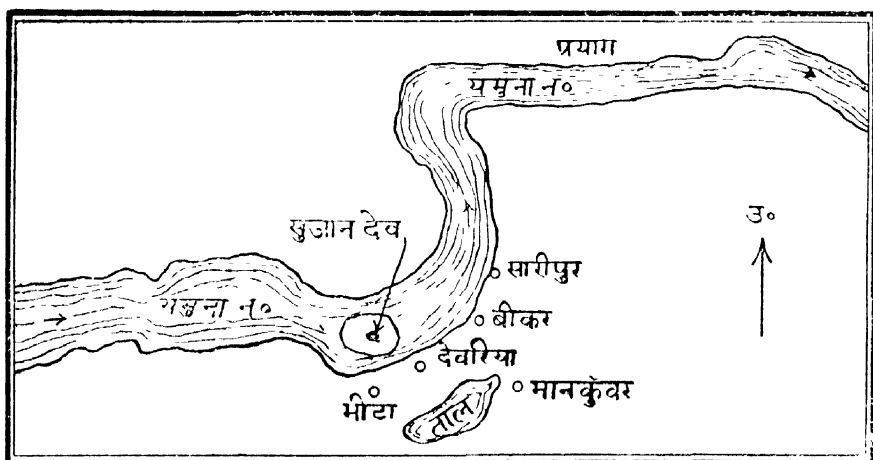 प्रयाग
यमुना न०
उ०
सुजान देव
सारीपुर
यमुना न०
बीकर
देवरिया
मानकुँवर
भीटा
ताल